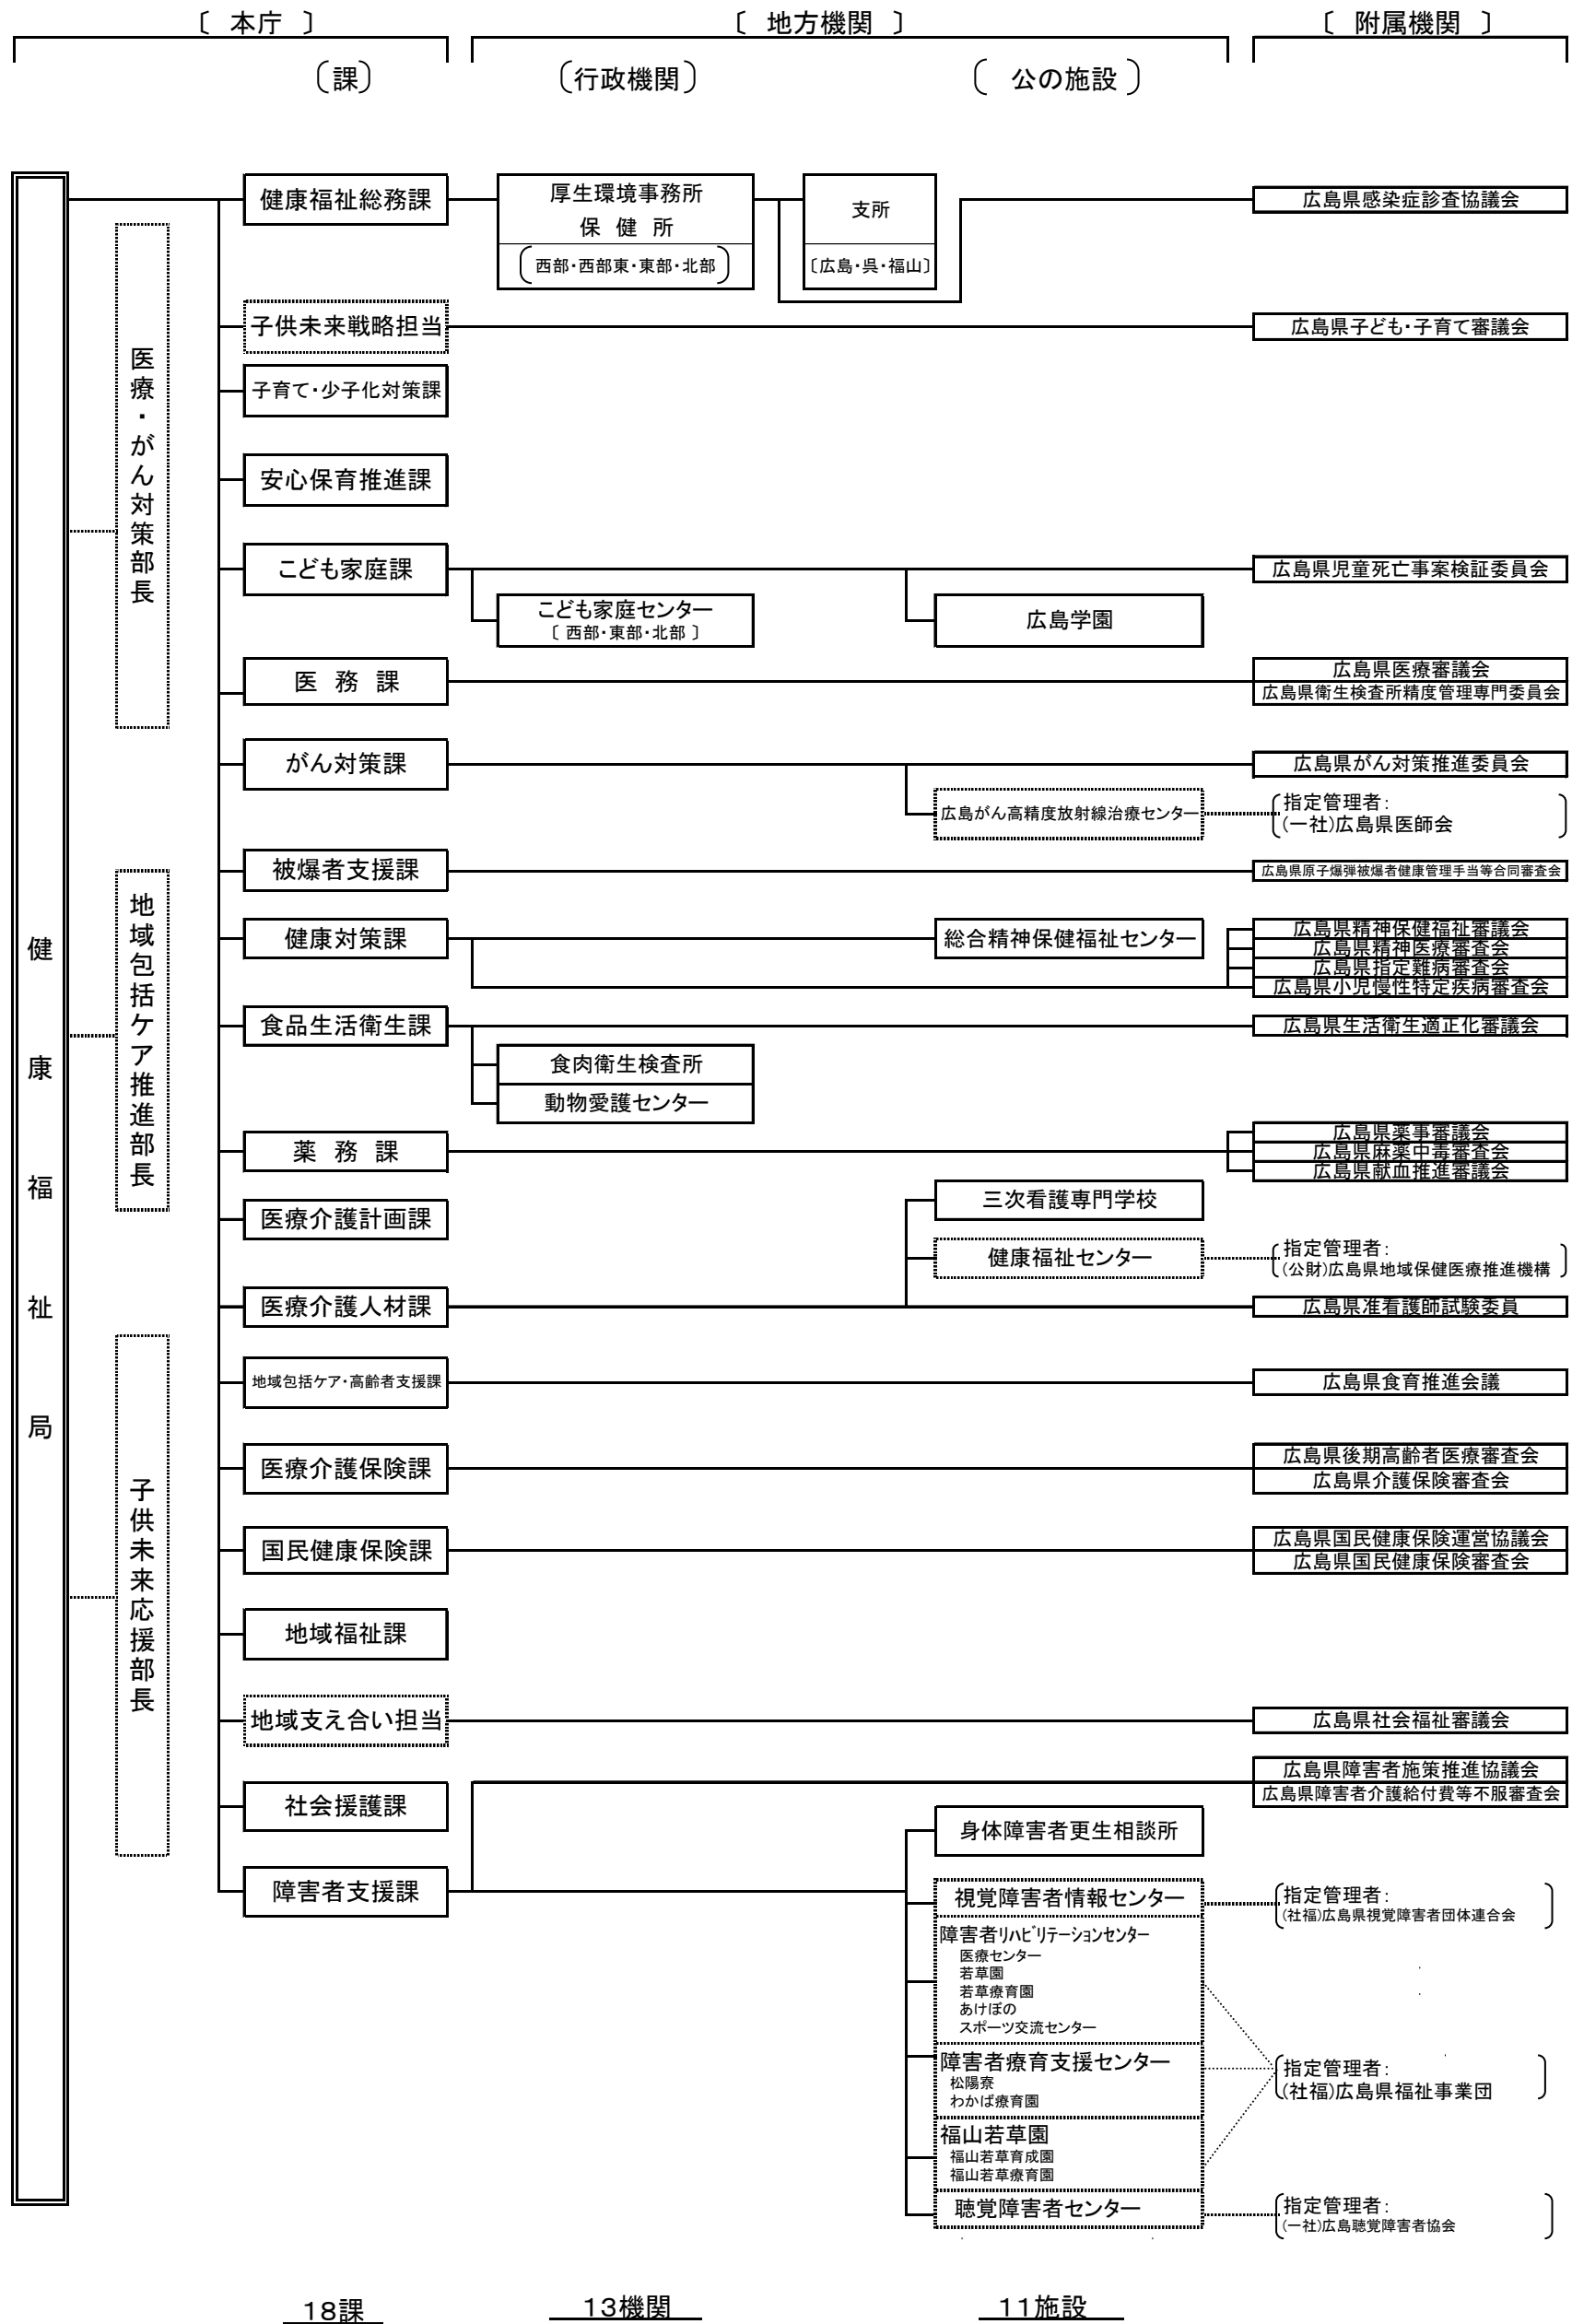 〔 本庁 〕
〔 地方機関 〕
〔 附属機関 〕
〔課〕
〔行政機関〕
〔 公の施設 〕
健康福祉局
医療・がん対策部長
地域包括ケア推進部長
子供未来応援部長
健康福祉総務課
厚生環境事務所
保健所
〔西部・西部東・東部・北部〕
支所
〔広島・呉・福山〕
広島県感染症診査協議会
子供未来戦略担当
広島県子ども・子育て審議会
子育て・少子化対策課
安心保育推進課
こども家庭課
こども家庭センター
〔 西部・東部・北部 〕
広島学園
広島県児童死亡事案検証委員会
医 務 課
広島県医療審議会
広島県衛生検査所精度管理専門委員会
がん対策課
広島県がん対策推進委員会
広島がん高精度放射線治療センター
指定管理者:
(一社)広島県医師会
被爆者支援課
広島県原子爆弾被爆者健康管理手当等合同審査会
健康対策課
総合精神保健福祉センター
広島県精神保健福祉審議会
広島県精神医療審査会
広島県指定難病審査会
広島県小児慢性特定疾病審査会
食品生活衛生課
広島県生活衛生適正化審議会
食肉衛生検査所
動物愛護センター
薬 務 課
広島県薬事審議会
広島県麻薬中毒審査会
広島県献血推進審議会
三次看護専門学校
医療介護計画課
健康福祉センター
指定管理者:
(公財)広島県地域保健医療推進機構
医療介護人材課
広島県准看護師試験委員
地域包括ケア・高齢者支援課
広島県食育推進会議
医療介護保険課
広島県後期高齢者医療審査会
広島県介護保険審査会
国民健康保険課
広島県国民健康保険運営協議会
広島県国民健康保険審査会
地域福祉課
地域支え合い担当
広島県社会福祉審議会
広島県障害者施策推進協議会
広島県障害者介護給付費等不服審査会
社会援護課
身体障害者更生相談所
障害者支援課
視覚障害者情報センター
指定管理者:
(社福)広島県視覚障害者団体連合会
障害者ﾘﾊﾋﾞﾘﾃｰｼｮﾝｾﾝﾀｰ
医療センター
若草園
若草療育園
あけぼの
スポーツ交流センター
障害者療育支援センター
松陽寮
わかば療育園
指定管理者:
(社福)広島県福祉事業団
福山若草園
福山若草育成園
福山若草療育園
聴覚障害者センター
指定管理者:
(一社)広島聴覚障害者協会
18課
13機関
11施設